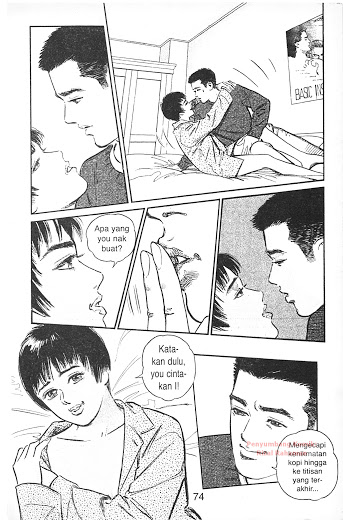 BASIC INS
Apa yang
you nak
buat?
Kata-
kan dulu,
you cinta-
kan I!
Mengecapi
kenikmatan
kopi hingga
ke titisan
yang ter-
akhir...
74